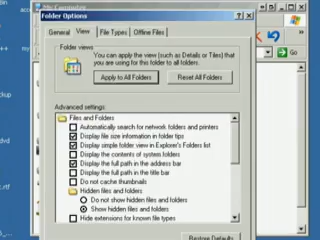 My Computer
Folder Options
General
View
File Types
Offline Files
Folder views
You can apply the view (such as Details or Tiles) that
you are using for this folder to all folders.
Apply to All Folders
Reset All Folders
Go
Advanced settings:
Files and Folders
Automatically search for network folders and printers
Display file size information in folder tips
Display simple folder view in Explorer's Folders list
Display the contents of system folders
Display the full path in the address bar
Display the full path in the title bar
Do not cache thumbnails
Hidden files and folders
Do not show hidden files and folders
Show hidden files and folders
Hide extensions for known file types
Restore Defaults